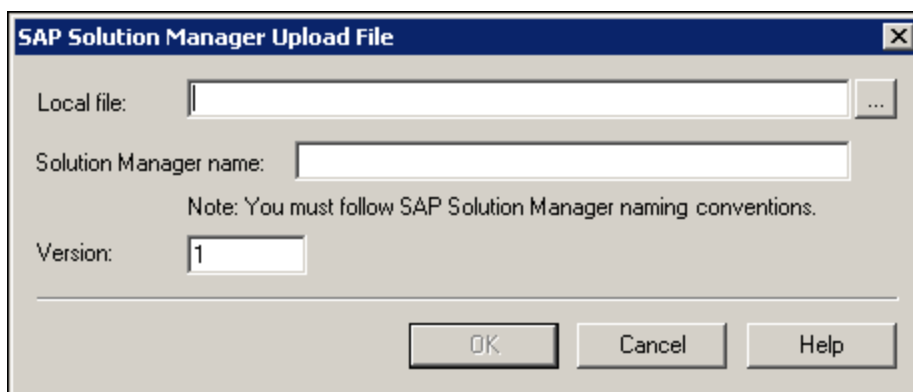 SAP Solution Manager Upload File
Local file:
...
Solution Manager name:
Note: You must follow SAP Solution Manager naming conventions.
Version: 1
OK Cancel Help